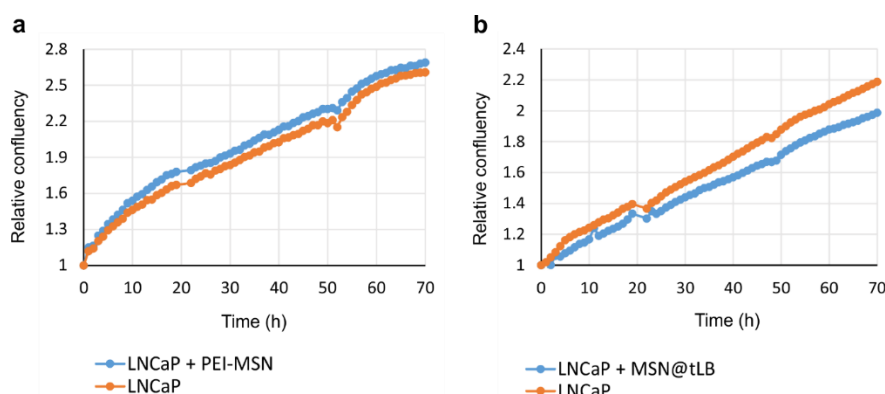 a
2.8
2.5
2.2
1.9
1.6
1.3
1
Relative confluency
0 10 20 30 40 50 60 70
Time (h)
LNCaP + PEI-MSN
LNCaP
b
2.4
2.2
2
1.8
1.6
1.4
1.2
1
Relative confluency
0 10 20 30 40 50 60 70
Time (h)
LNCaP + MSN@tLB
LNCaP